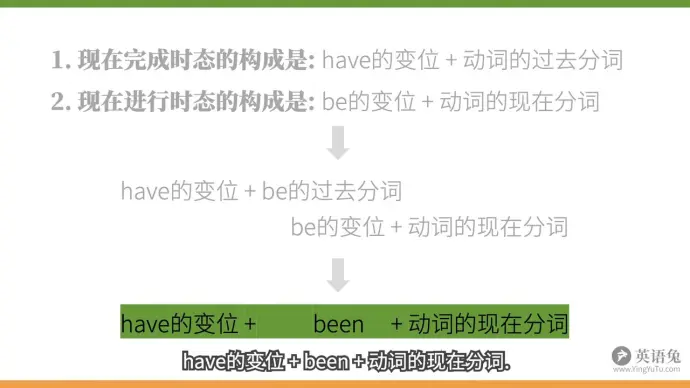 1. 现在完成时态的构成是: have的变位 + 动词的过去分词
2. 现在进行时态的构成是: be的变位 + 动词的现在分词
have的变位 + be的过去分词
be的变位 + 动词的现在分词
have的变位 + been + 动词的现在分词
have的变位 + been + 动词的现在分词.
英语兔
www.YingYuTu.com